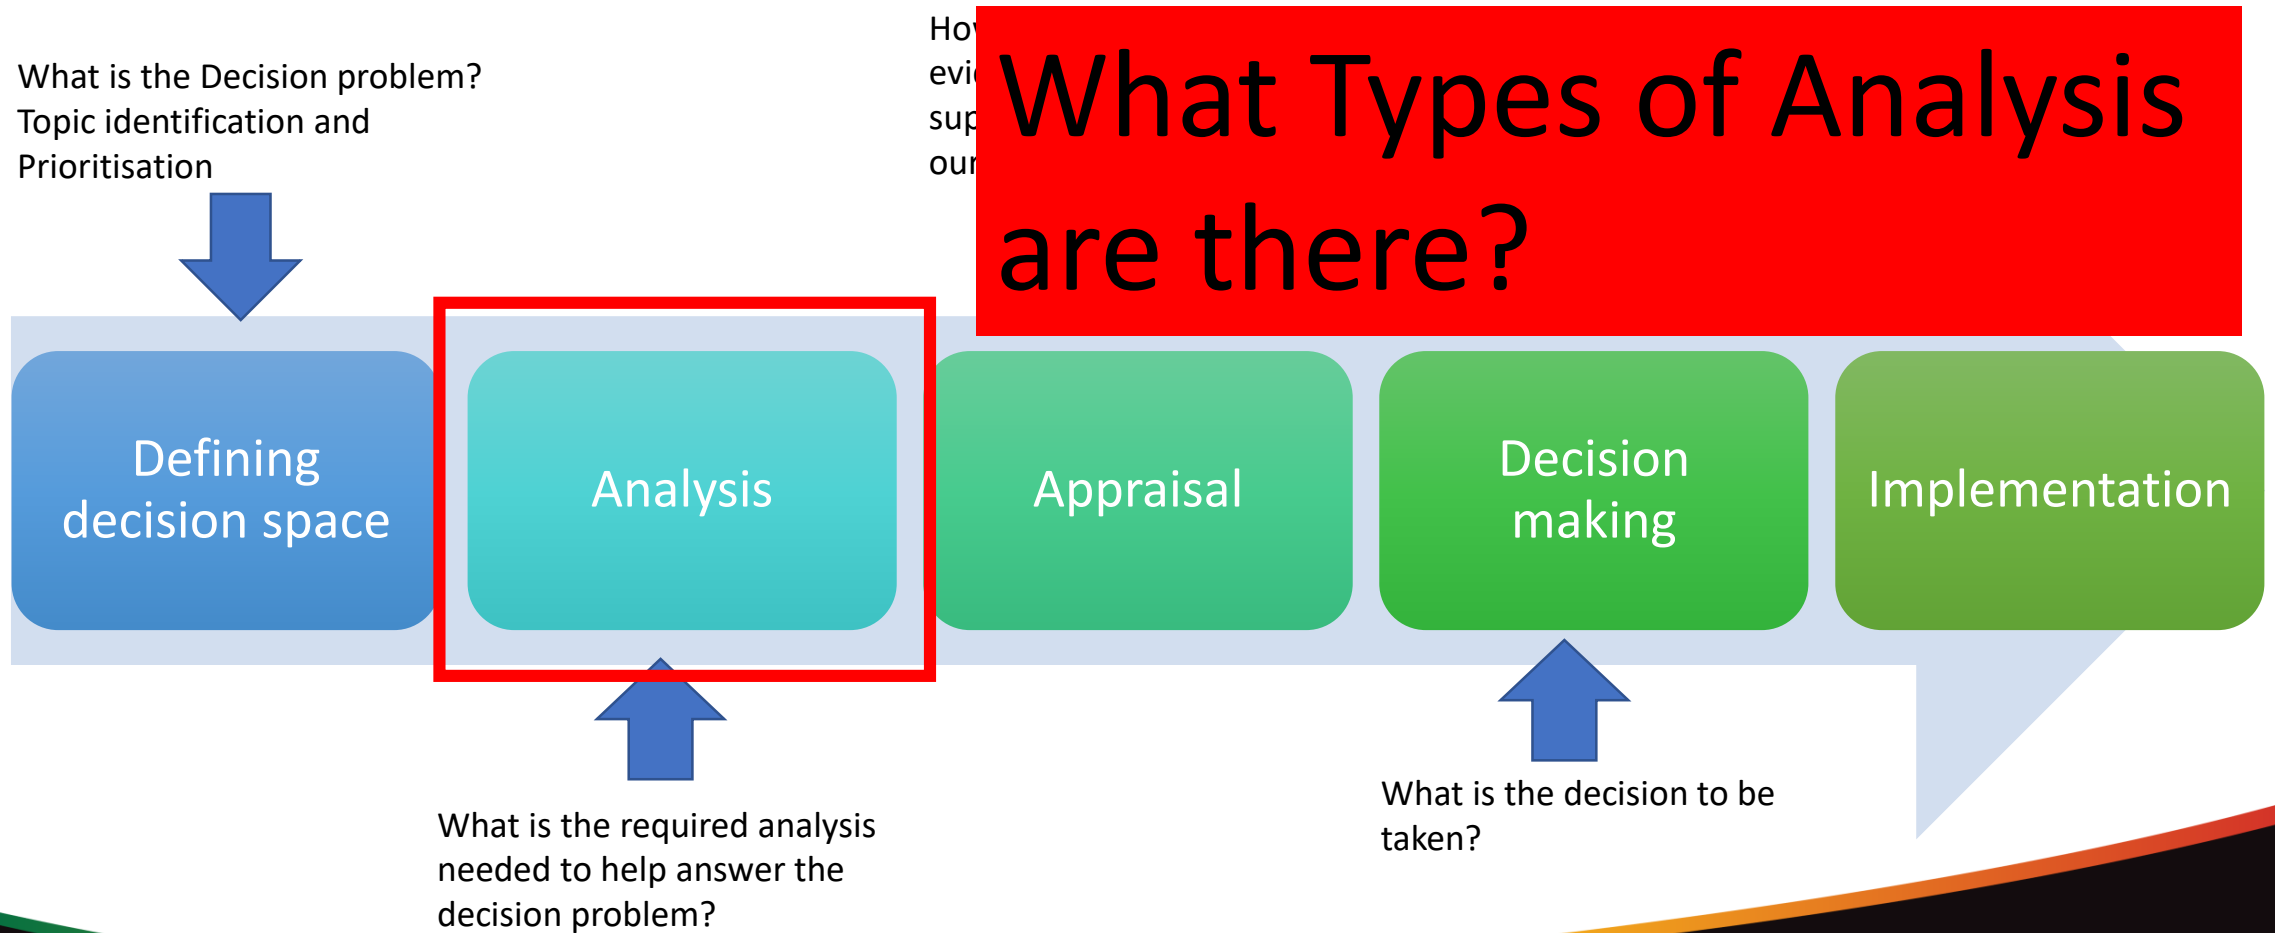 What is the Decision problem?
Topic identification and
Prioritisation
What Types of Analysis
are there?
Defining
decision space
Analysis
Appraisal
Decision
making
Implementation
What is the required analysis
needed to help answer the
decision problem?
What is the decision to be
taken?